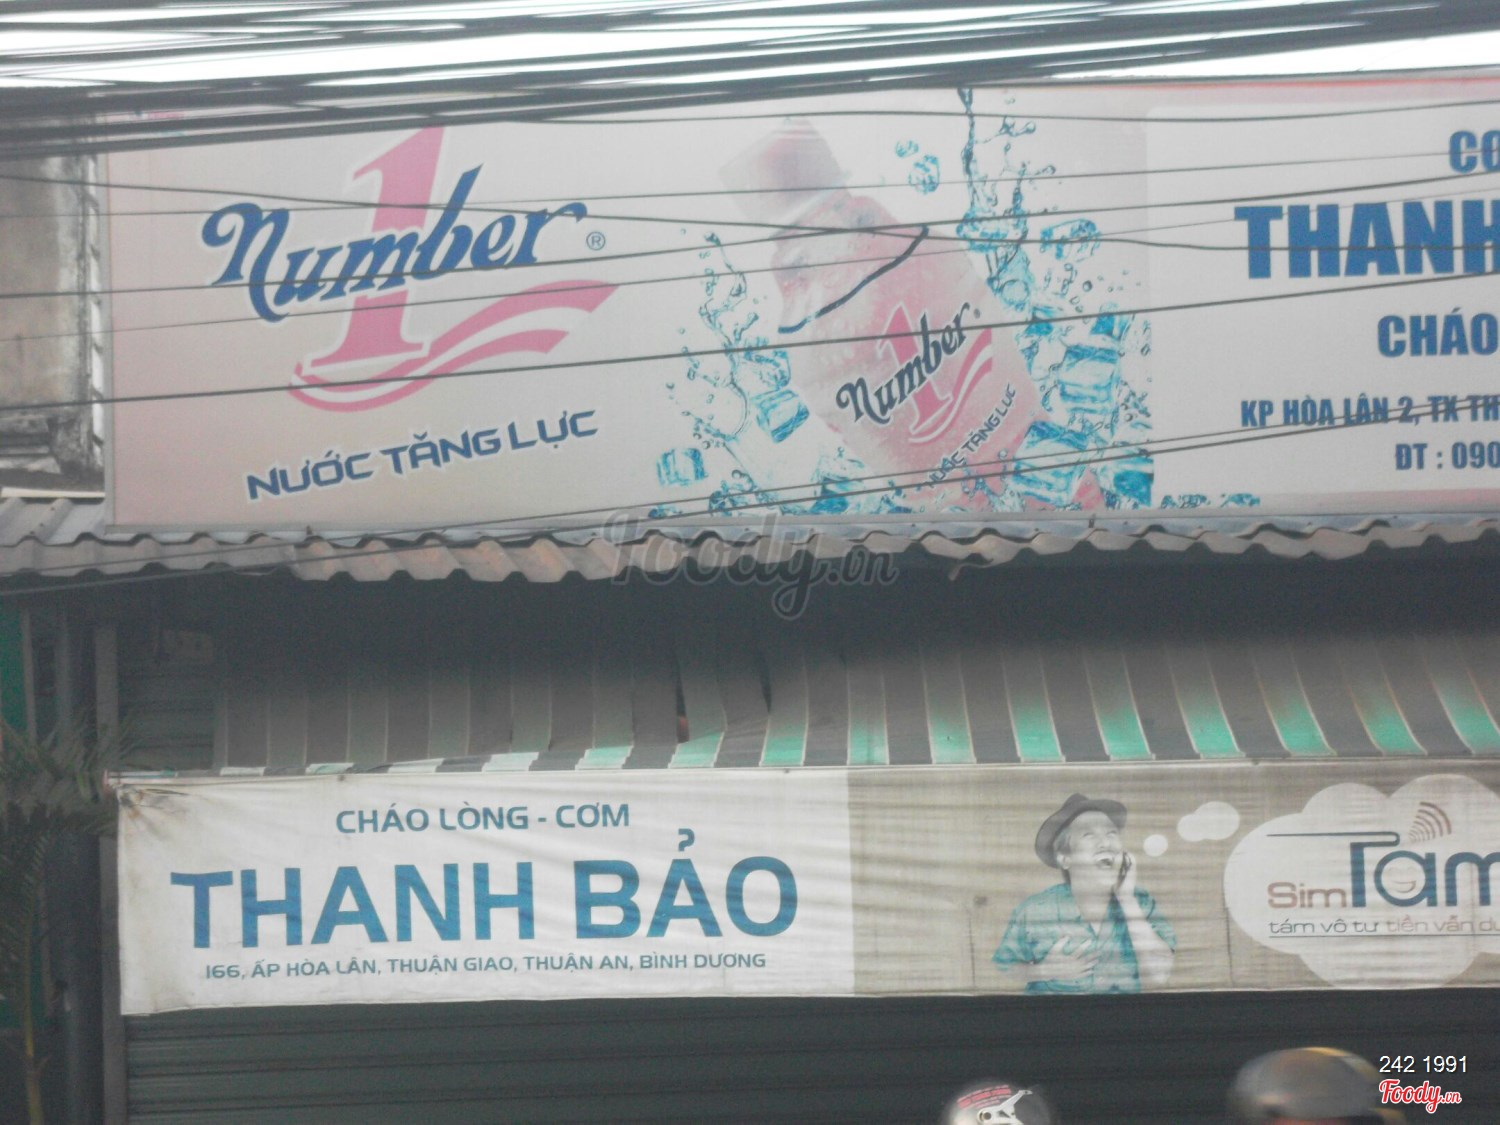 Number 1 ®
NƯỚC TĂNG LỰC
Number 1
NƯỚC TĂNG LỰC
THANH
CHÁO
KP HÒA LÂN 2, TX TH
ĐT : 090
Foody.vn
CHÁO LÒNG - CƠM
THANH BẢO
166, ẤP HÒA LÂN, THUẬN GIAO, THUẬN AN, BÌNH DƯƠNG
Sim Tam
tám vô tư tiền vẫn
242 1991
Foody.vn